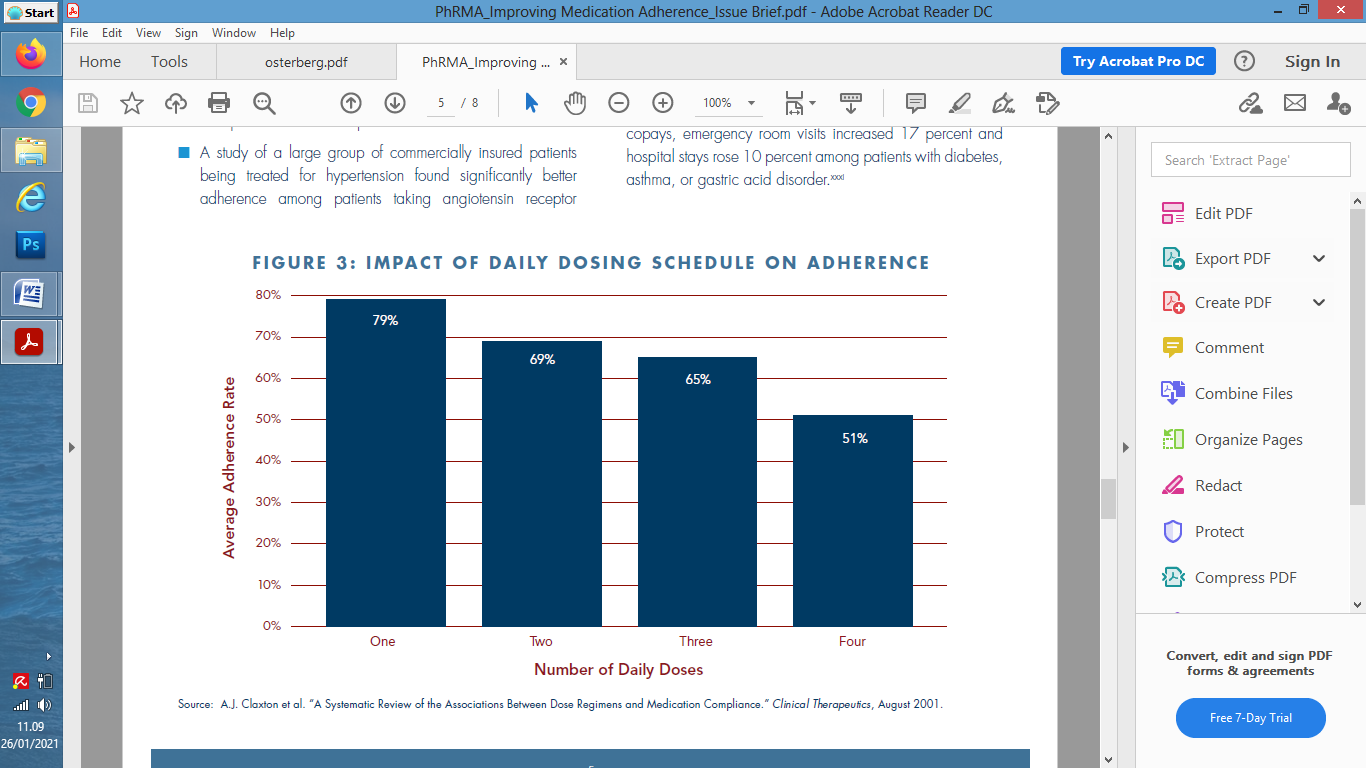 Start
PhRMA_Improving Medication Adherence_Issue Brief.pdf - Adobe Acrobat Reader DC
File Edit View Sign Window Help
Home Tools osterberg.pdf PhRMA_Improving ... × Try Acrobat Pro DC ? Sign In
5 / 8 100%
copays, emergency room visits increased 17 percent and
hospital stays rose 10 percent among patients with diabetes,
asthma, or gastric acid disorder.xxxi
A study of a large group of commercially insured patients
being treated for hypertension found significantly better
adherence among patients taking angiotensin receptor
FIGURE 3: IMPACT OF DAILY DOSING SCHEDULE ON ADHERENCE
Average Adherence Rate
80%
70%
60%
50%
40%
30%
20%
10%
0%
79%
69%
65%
51%
One Two Three Four
Number of Daily Doses
Source: A.J. Claxton et al. “A Systematic Review of the Associations Between Dose Regimens and Medication Compliance.” Clinical Therapeutics, August 2001.
Search 'Extract Page'
Edit PDF
Export PDF
Create PDF
Comment
Combine Files
Organize Pages
Redact
Protect
Compress PDF
Convert, edit and sign PDF
forms & agreements
Free 7-Day Trial
Ps
W
11.09
26/01/2021